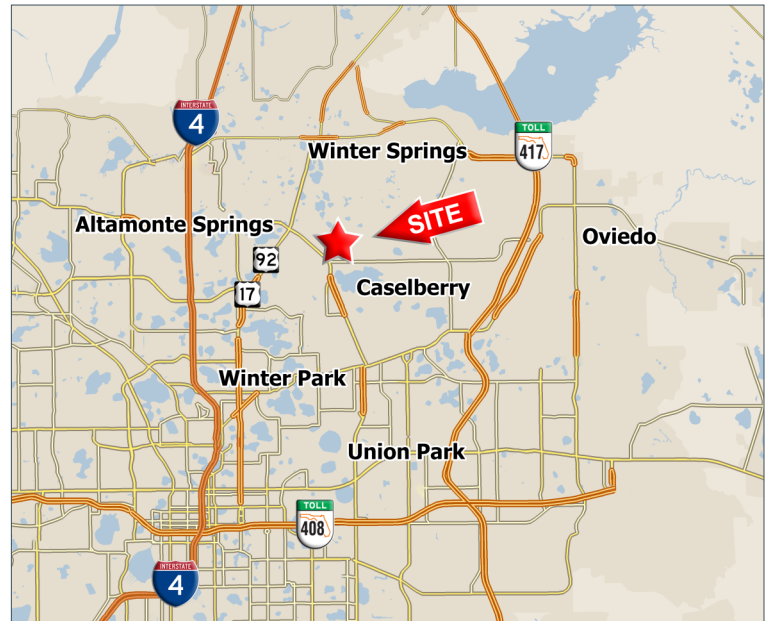 INTERSTATE
4
TOLL
417
Winter Springs
SITE
Altamonte Springs
Oviedo
92
17
Caselberry
Winter Park
Union Park
TOLL
408
INTERSTATE
4